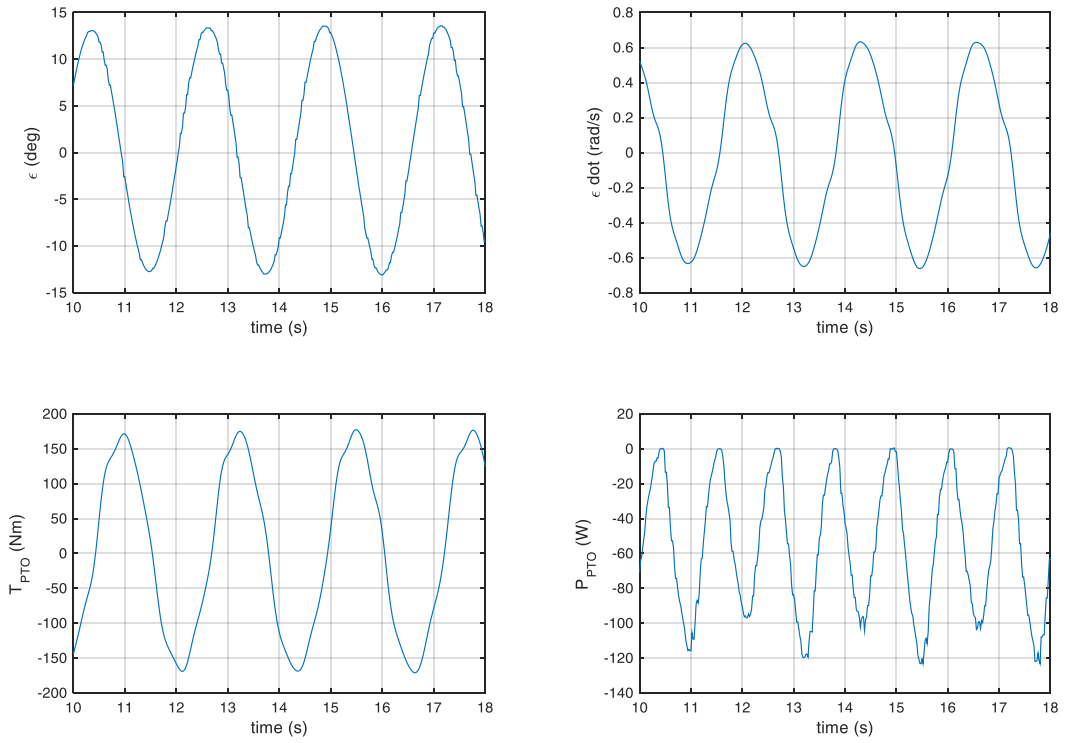 15
10
5
0
-5
-10
-15
ϵ (deg)
10 11 12 13 14 15 16 17 18
time (s)
0.8
0.6
0.4
0.2
0
-0.2
-0.4
-0.6
-0.8
ϵ dot (rad/s)
10 11 12 13 14 15 16 17 18
time (s)
200
150
100
50
0
-50
-100
-150
-200
T_PTO (Nm)
10 11 12 13 14 15 16 17 18
time (s)
20
0
-20
-40
-60
-80
-100
-120
-140
P_PTO (W)
10 11 12 13 14 15 16 17 18
time (s)